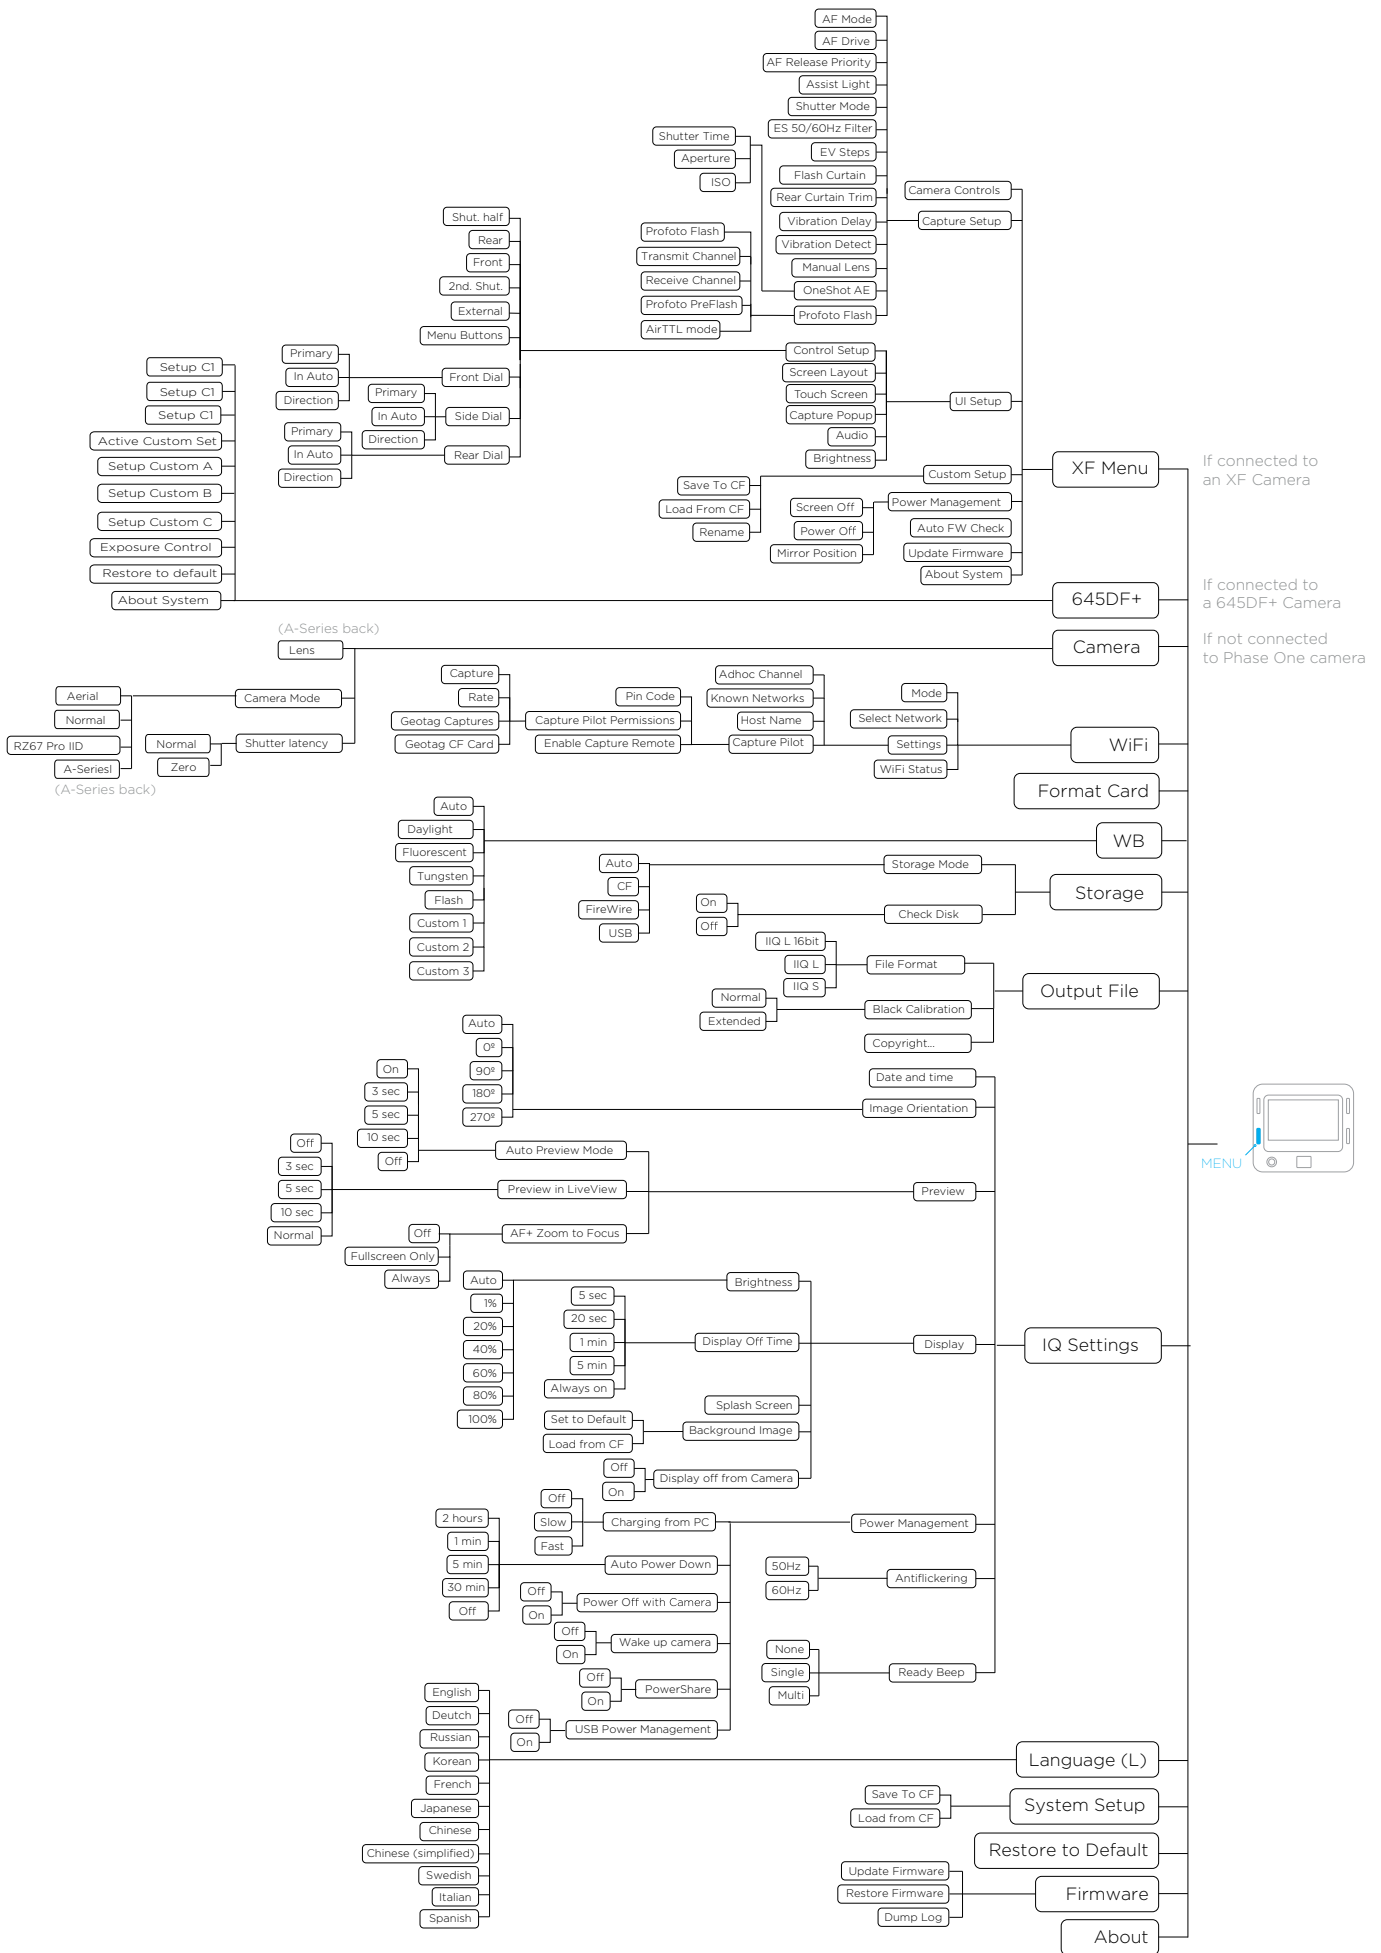 AF Mode
AF Drive
AF Release Priority
Assist Light
Shutter Mode
ES 50/60Hz Filter
EV Steps
Flash Curtain
Rear Curtain Trim
Vibration Delay
Vibration Detect
Manual Lens
OneShot AE
Profoto Flash
Shutter Time
Aperture
ISO
Profoto Flash
Transmit Channel
Receive Channel
Profoto PreFlash
AirTTL mode
Camera Controls
Capture Setup
UI Setup
Custom Setup
Power Management
Auto FW Check
Update Firmware
About System
Control Setup
Screen Layout
Touch Screen
Capture Popup
Audio
Brightness
Shut. half
Rear
Front
2nd. Shut.
External
Menu Buttons
Front Dial
Side Dial
Rear Dial
Primary
In Auto
Direction
Primary
In Auto
Direction
Primary
In Auto
Direction
Save To CF
Load From CF
Rename
Screen Off
Power Off
Mirror Position
XF Menu
If connected to
an XF Camera
Setup C1
Setup C1
Setup C1
Active Custom Set
Setup Custom A
Setup Custom B
Setup Custom C
Exposure Control
Restore to default
About System
645DF+
If connected to
a 645DF+ Camera
(A-Series back)
Lens
Camera
If not connected
to Phase One camera
Camera Mode
Shutter latency
Aerial
Normal
RZ67 Pro IID
A-Seriesl
(A-Series back)
Normal
Zero
Capture
Rate
Geotag Captures
Geotag CF Card
Pin Code
Capture Pilot Permissions
Enable Capture Remote
Adhoc Channel
Known Networks
Host Name
Capture Pilot
Mode
Select Network
Settings
WiFi Status
WiFi
Format Card
Auto
Daylight
Fluorescent
Tungsten
Flash
Custom 1
Custom 2
Custom 3
WB
Auto
CF
FireWire
USB
Storage Mode
On
Off
Check Disk
Storage
IIQ L 16bit
IIQ L
IIQ S
File Format
Normal
Extended
Black Calibration
Copyright...
Output File
Date and time
Auto
0º
90º
180º
270º
Image Orientation
On
3 sec
5 sec
10 sec
Off
Auto Preview Mode
Off
3 sec
5 sec
10 sec
Normal
Preview in LiveView
Off
Fullscreen Only
Always
AF+ Zoom to Focus
Preview
MENU
Auto
1%
20%
40%
60%
80%
100%
Brightness
5 sec
20 sec
1 min
5 min
Always on
Display Off Time
Splash Screen
Set to Default
Load from CF
Background Image
Off
On
Display off from Camera
Display
IQ Settings
Off
Slow
Fast
Charging from PC
2 hours
1 min
5 min
30 min
Off
Auto Power Down
Off
On
Power Off with Camera
Off
On
Wake up camera
Off
On
PowerShare
Off
On
USB Power Management
Power Management
50Hz
60Hz
Antiflickering
None
Single
Multi
Ready Beep
English
Deutch
Russian
Korean
French
Japanese
Chinese
Chinese (simplified)
Swedish
Italian
Spanish
Language (L)
Save To CF
Load from CF
System Setup
Restore to Default
Update Firmware
Restore Firmware
Dump Log
Firmware
About